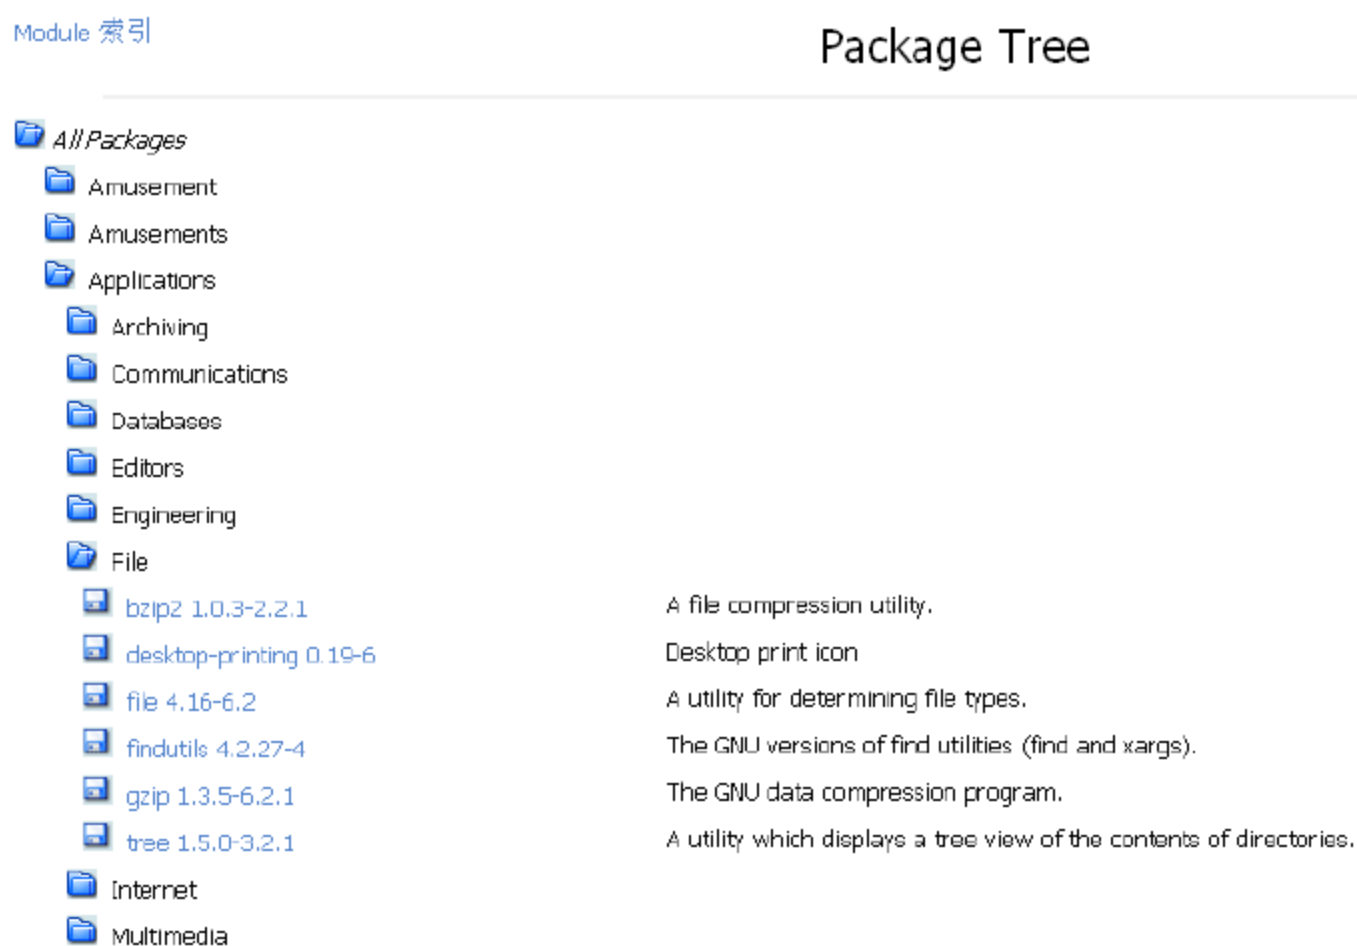 Module 索引
Package Tree
All Packages
Amusement
Amusements
Applications
Archiving
Communications
Databases
Editors
Engineering
File
bzip2 1.0.3-2.2.1 A file compression utility.
desktop-printing 0.19-6 Desktop print icon
file 4.16-6.2 A utility for determining file types.
findutils 4.2.27-4 The GNU versions of find utilities (find and xargs).
gzip 1.3.5-6.2.1 The GNU data compression program.
tree 1.5.0-3.2.1 A utility which displays a tree view of the contents of directories.
Internet
Multimedia